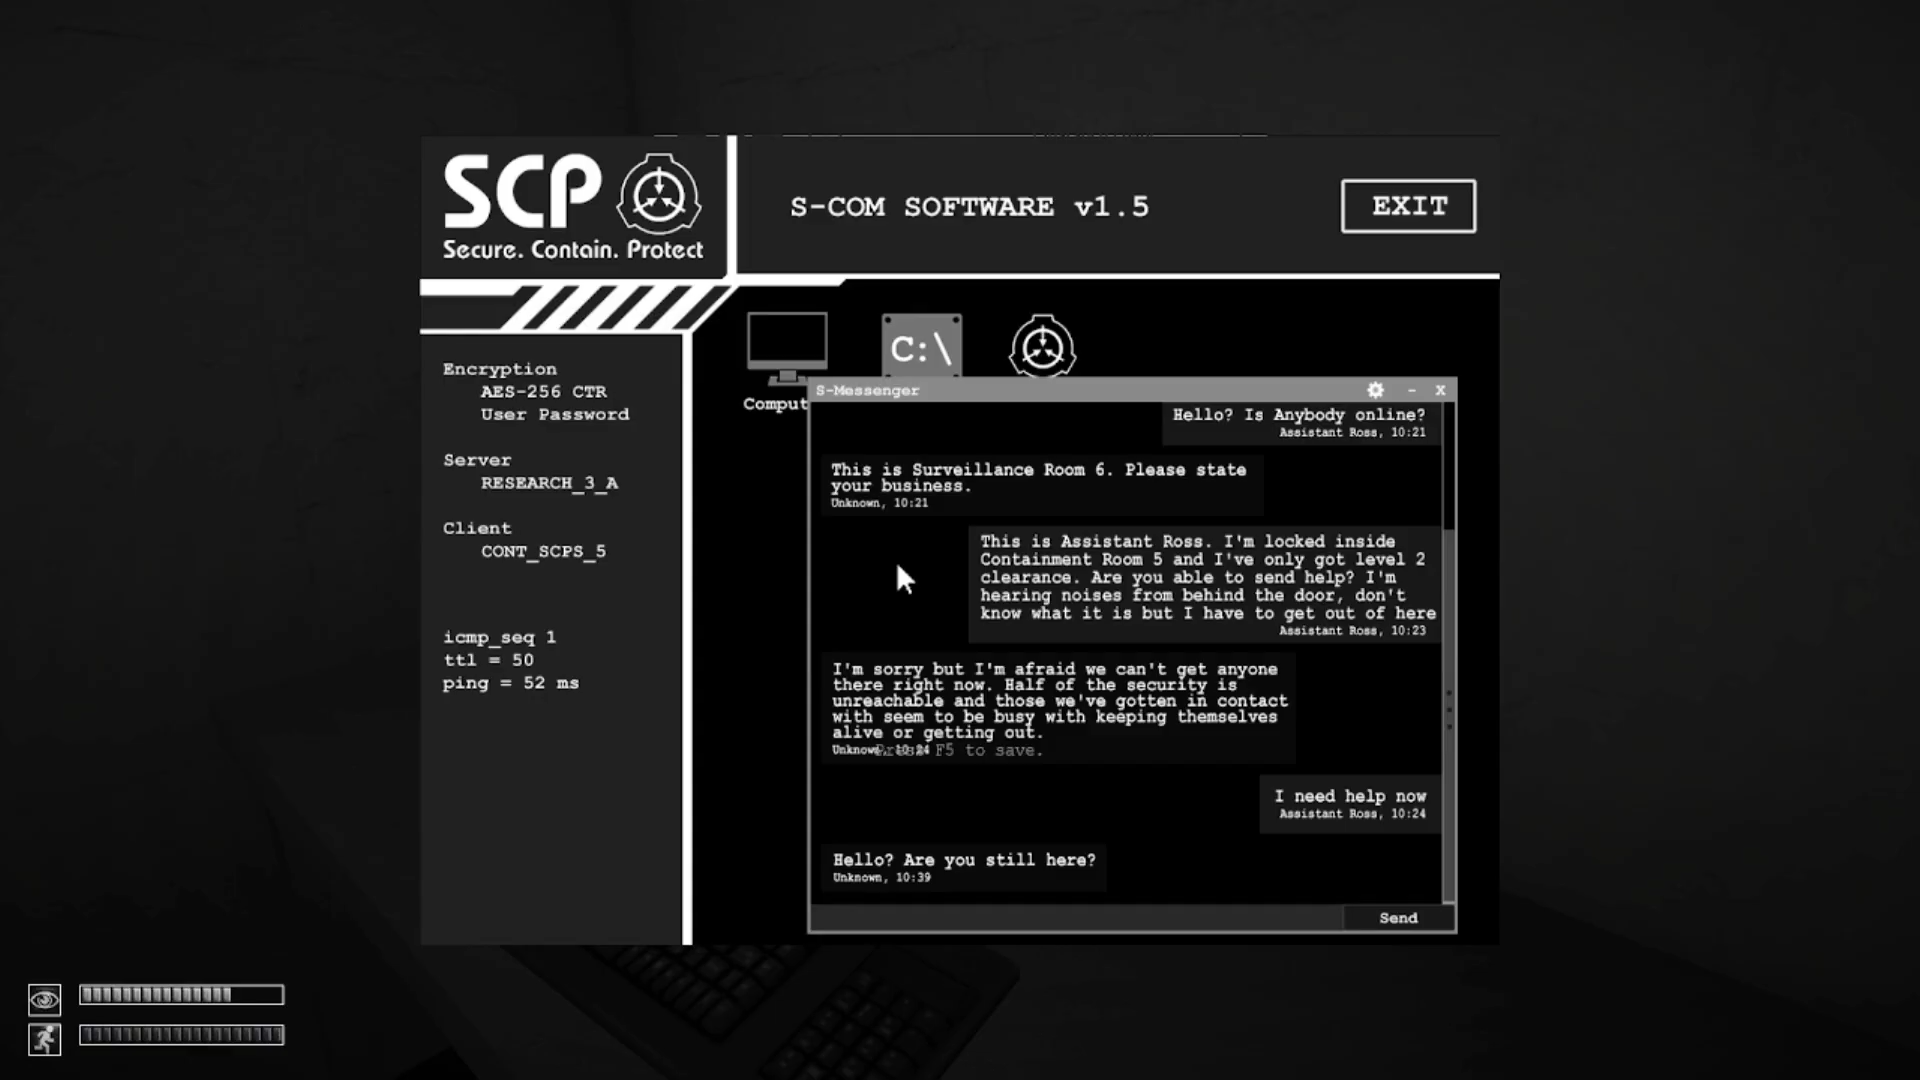 SCP
Secure. Contain. Protect
S-COM SOFTWARE v1.5
EXIT
Encryption
AES-256 CTR
User Password
Server
RESEARCH_3_A
Client
CONT_SCPS_5
icmp_seq 1
ttl = 50
ping = 52 ms
C:\
Comput
S-Messenger
- X
Hello? Is Anybody online?
Assistant Ross, 10:21
This is Surveillance Room 6. Please state
your business.
Unknown, 10:21
This is Assistant Ross. I'm locked inside
Containment Room 5 and I've only got level 2
clearance. Are you able to send help? I'm
hearing noises from behind the door, don't
know what it is but I have to get out of here
Assistant Ross, 10:23
I'm sorry but I'm afraid we can't get anyone
there right now. Half of the security is
unreachable and those we've gotten in contact
with seem to be busy with keeping themselves
alive or getting out.
Unknown, 10:24
Press F5 to save.
I need help now
Assistant Ross, 10:24
Hello? Are you still here?
Unknown, 10:39
Send